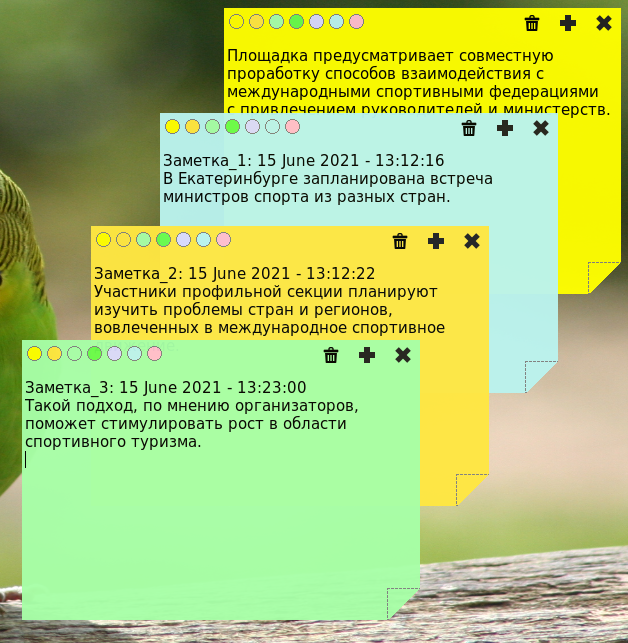 Площадка предусматривает совместную
проработку способов взаимодействия с
международными спортивными федерациями
с привлечением руководителей и министерств.
Заметка_1: 15 June 2021 - 13:12:16
В Екатеринбурге запланирована встреча
министров спорта из разных стран.
Заметка_2: 15 June 2021 - 13:12:22
Участники профильной секции планируют
изучить проблемы стран и регионов,
вовлеченных в международное спортивное
Заметка_3: 15 June 2021 - 13:23:00
Такой подход, по мнению организаторов,
поможет стимулировать рост в области
спортивного туризма.